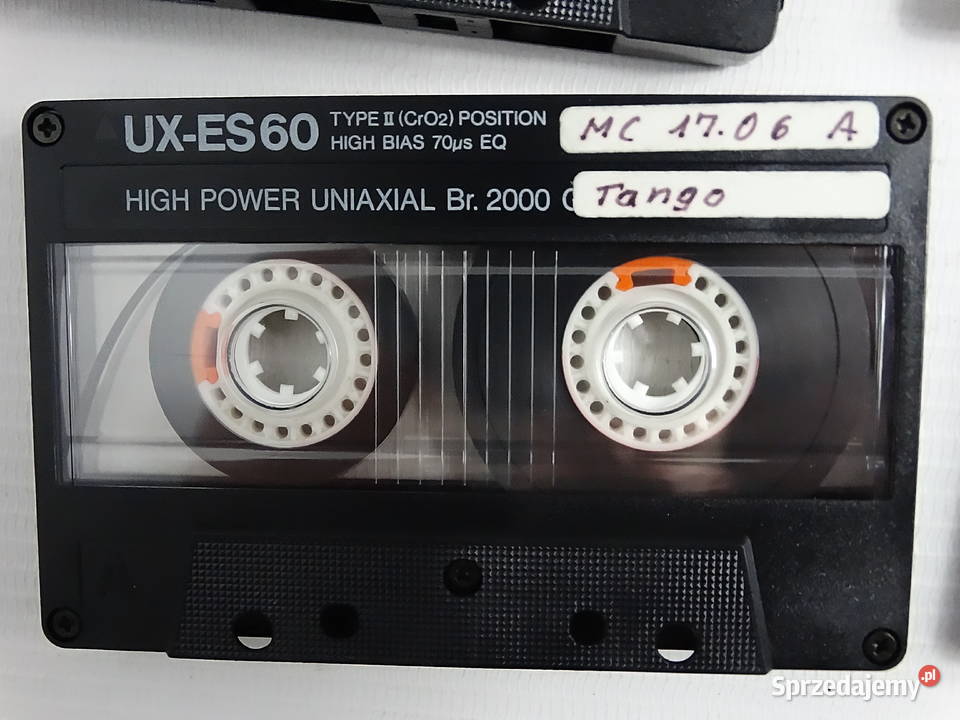 UX-ES60 TYPE II (CrO2) POSITION
HIGH BIAS 70µs EQ
MC 17.06 A
HIGH POWER UNIAXIAL Br. 2000
Tango
Sprzedajemy.pl